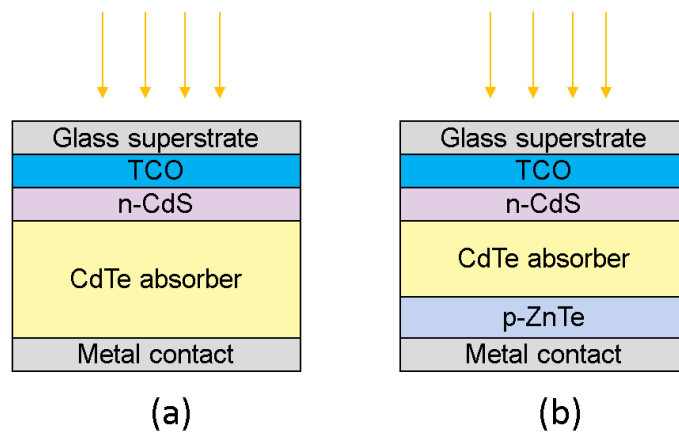 Glass superstrate
TCO
n-CdS
CdTe absorber
Metal contact
(a)
Glass superstrate
TCO
n-CdS
CdTe absorber
p-ZnTe
Metal contact
(b)